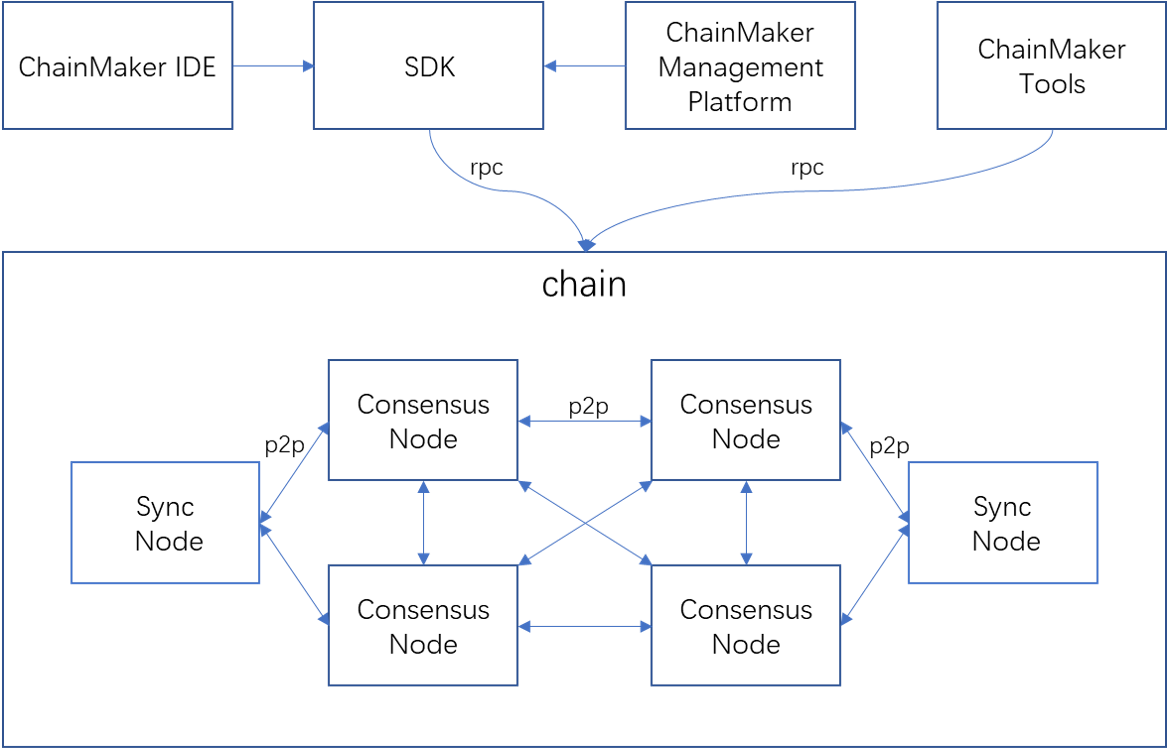 ChainMaker IDE
SDK
ChainMaker
Management
Platform
ChainMaker
Tools
rpc
rpc
chain
Consensus
Node
p2p
Consensus
Node
p2p
p2p
Sync
Node
Sync
Node
Consensus
Node
Consensus
Node